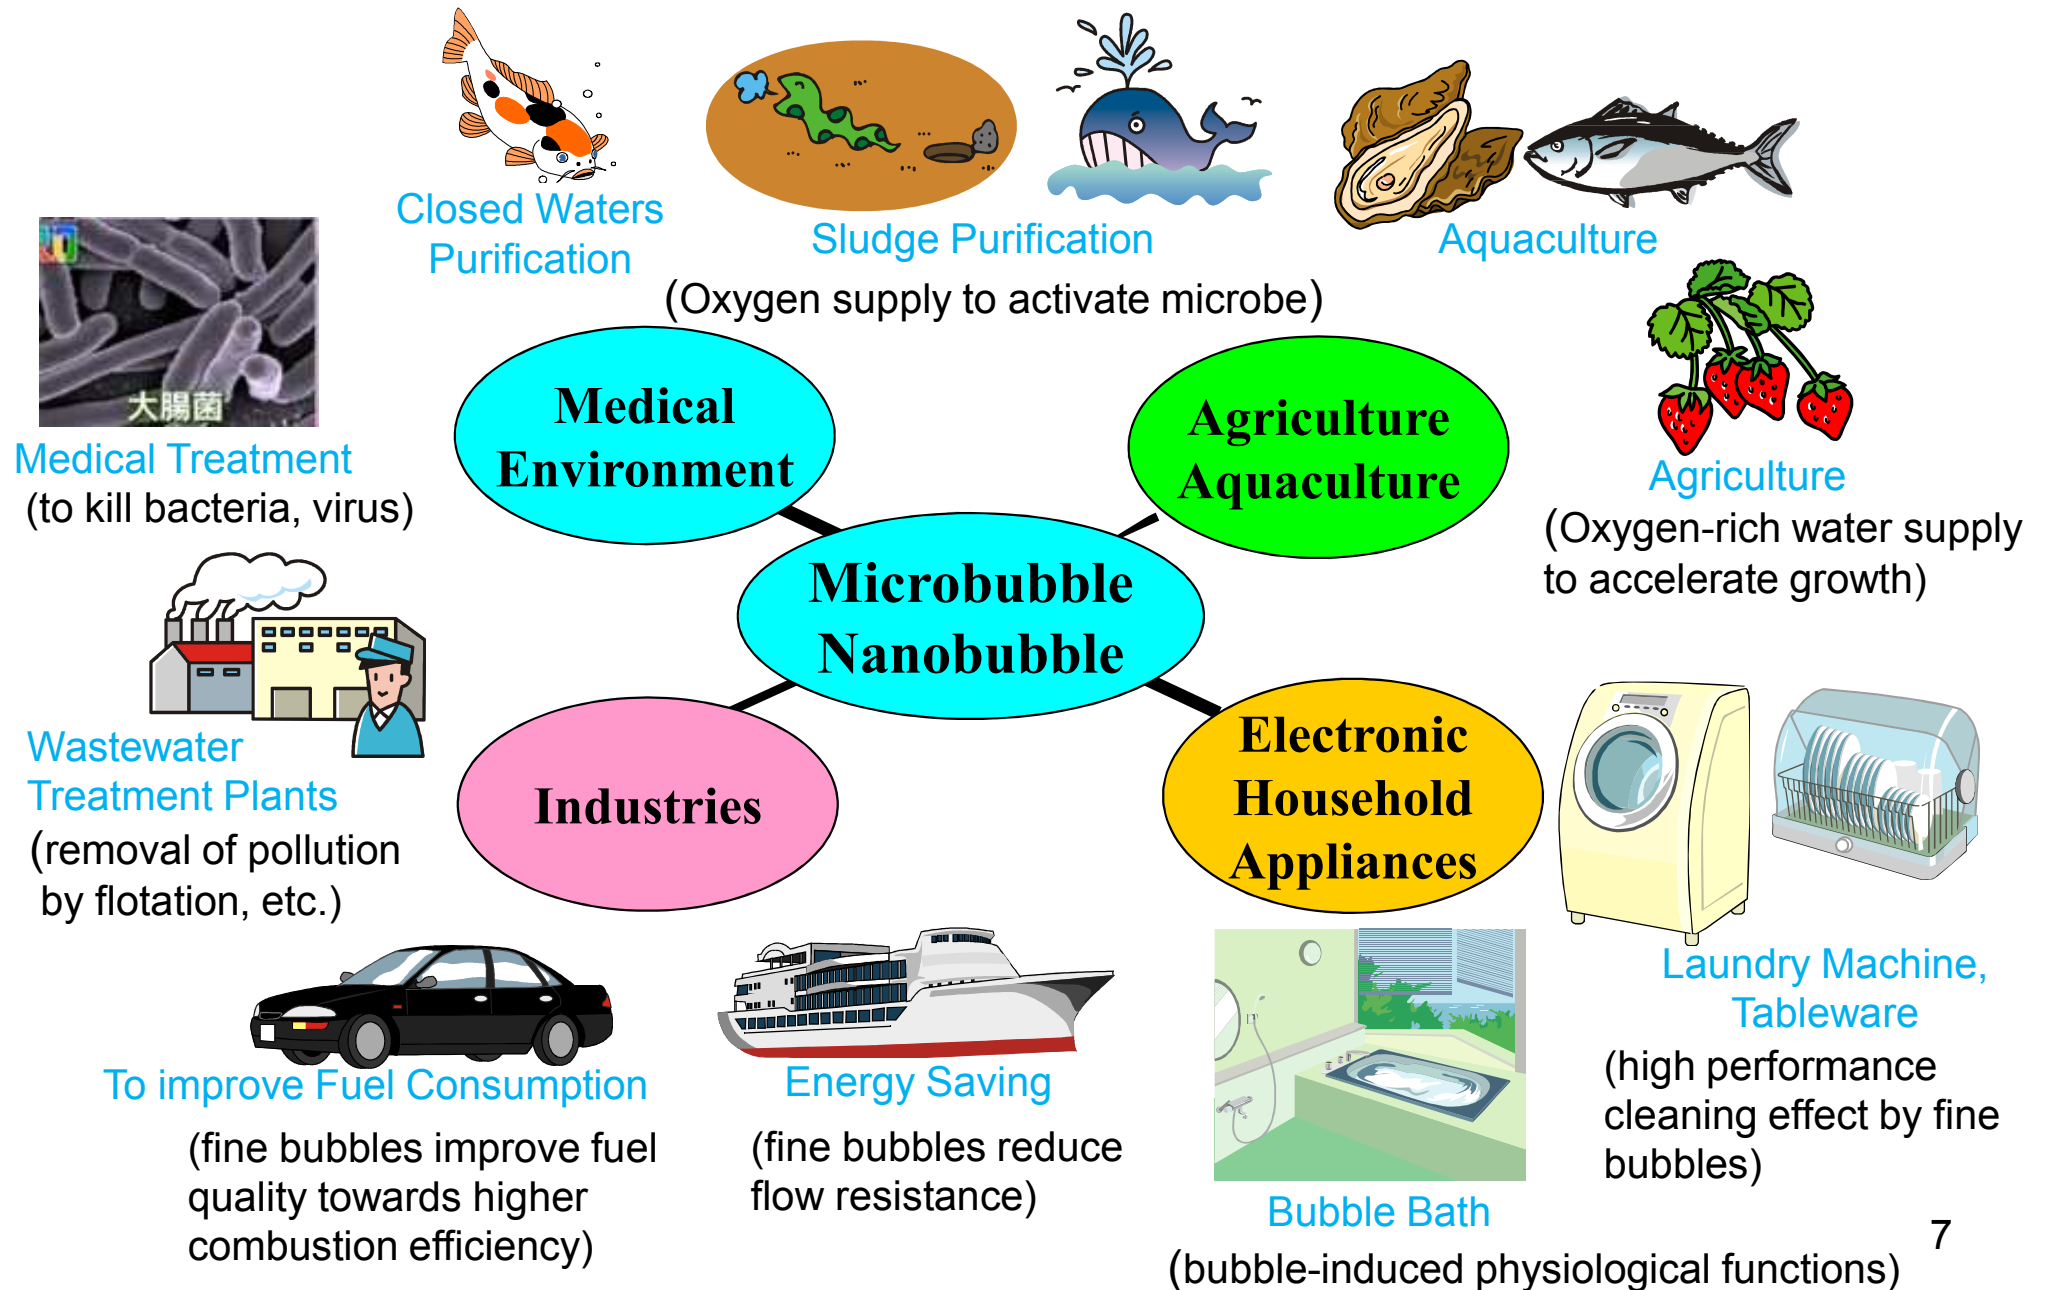 Closed Waters
Purification
Sludge Purification
Aquaculture
(Oxygen supply to activate microbe)
大腸菌
Medical Treatment
(to kill bacteria, virus)
Medical
Environment
Agriculture
Aquaculture
Agriculture
(Oxygen-rich water supply
to accelerate growth)
Microbubble
Nanobubble
Wastewater
Treatment Plants
(removal of pollution
by flotation, etc.)
Industries
Electronic
Household
Appliances
Laundry Machine,
Tableware
(high performance
cleaning effect by fine
bubbles)
To improve Fuel Consumption
(fine bubbles improve fuel
quality towards higher
combustion efficiency)
Energy Saving
(fine bubbles reduce
flow resistance)
Bubble Bath
(bubble-induced physiological functions)
7